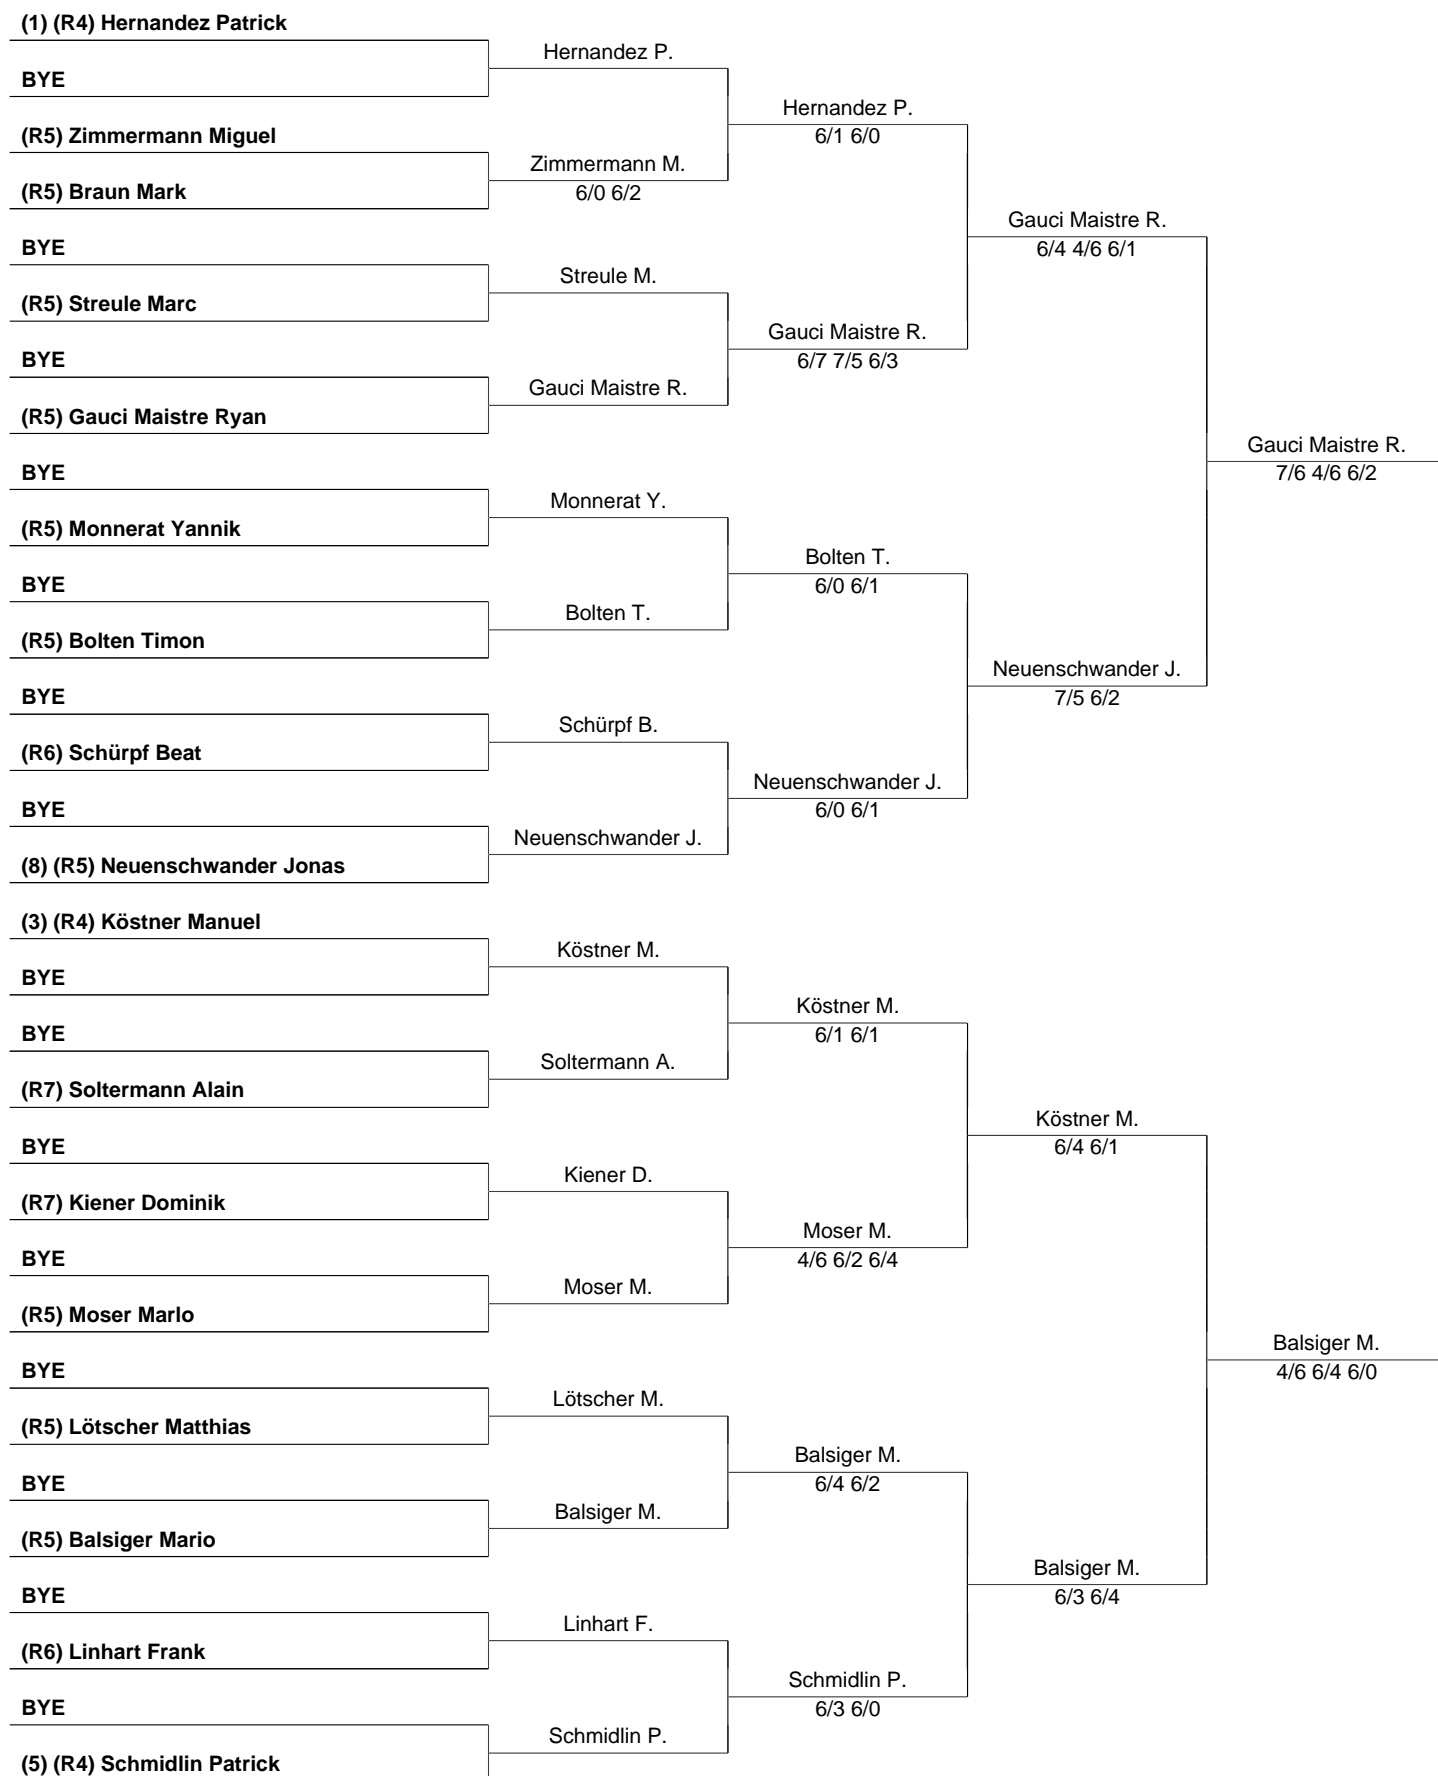 (1) (R4) Hernandez Patrick
Hernandez P.
BYE
Hernandez P.
6/1 6/0
(R5) Zimmermann Miguel
Zimmermann M.
6/0 6/2
(R5) Braun Mark
Gauci Maistre R.
6/4 4/6 6/1
BYE
Streule M.
(R5) Streule Marc
Gauci Maistre R.
6/7 7/5 6/3
BYE
Gauci Maistre R.
(R5) Gauci Maistre Ryan
Gauci Maistre R.
7/6 4/6 6/2
BYE
Monnerat Y.
(R5) Monnerat Yannik
Bolten T.
6/0 6/1
BYE
Bolten T.
(R5) Bolten Timon
Neuenschwander J.
7/5 6/2
BYE
Schürpf B.
(R6) Schürpf Beat
Neuenschwander J.
6/0 6/1
BYE
Neuenschwander J.
(8) (R5) Neuenschwander Jonas
(3) (R4) Köstner Manuel
Köstner M.
BYE
Köstner M.
6/1 6/1
BYE
Soltermann A.
(R7) Soltermann Alain
Köstner M.
6/4 6/1
BYE
Kiener D.
(R7) Kiener Dominik
Moser M.
4/6 6/2 6/4
BYE
Moser M.
(R5) Moser Marlo
Balsiger M.
4/6 6/4 6/0
BYE
Lötscher M.
(R5) Lötscher Matthias
Balsiger M.
6/4 6/2
BYE
Balsiger M.
(R5) Balsiger Mario
Balsiger M.
6/3 6/4
BYE
Linhart F.
(R6) Linhart Frank
Schmidlin P.
6/3 6/0
BYE
Schmidlin P.
(5) (R4) Schmidlin Patrick